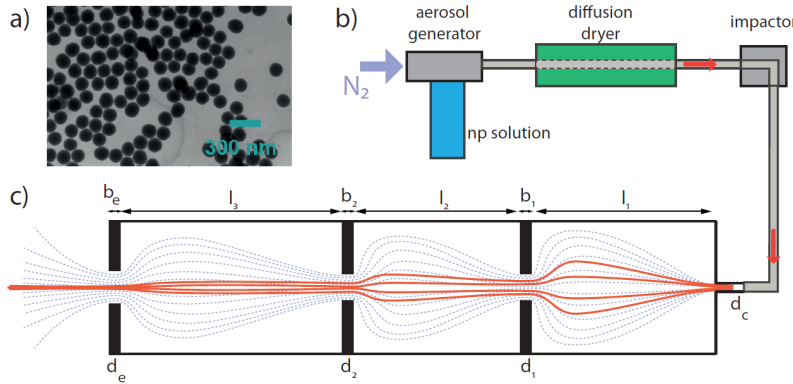 a)
300 nm
b)
aerosol
generator
diffusion
dryer
impactor
N₂
np solution
c)
bₑ
l₃
b₂
l₂
b₁
l₁
d_c
dₑ
d₂
d₁